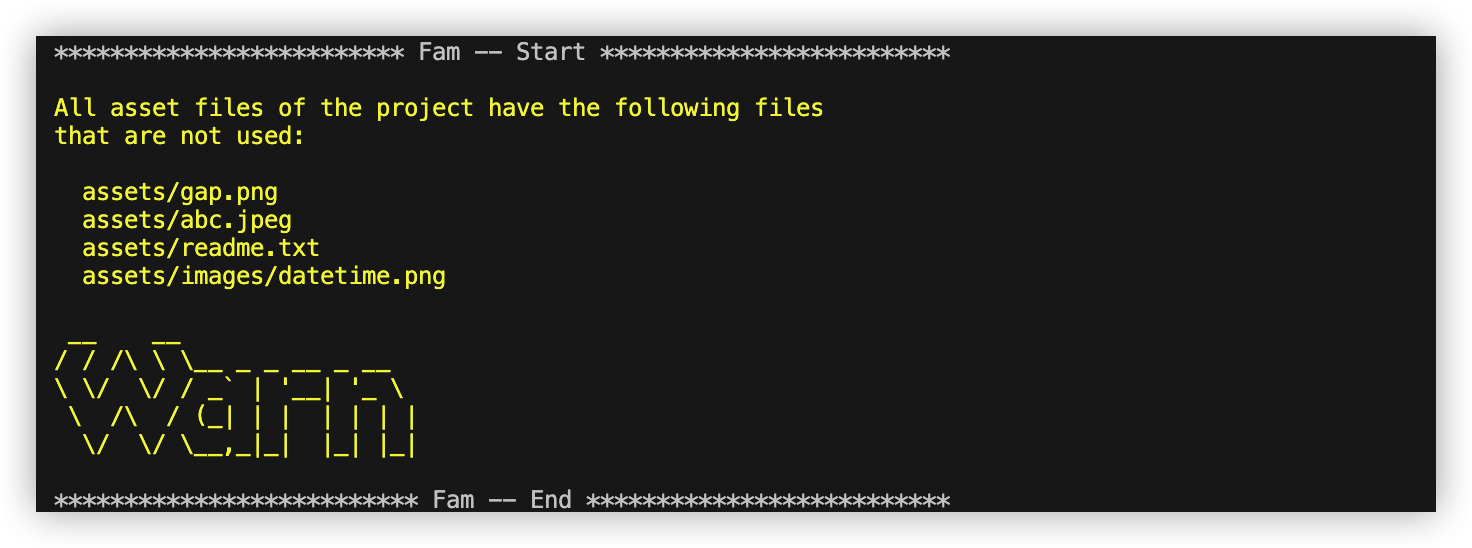 ************************* Fam -- Start *************************
All asset files of the project have the following files
that are not used:
  assets/gap.png
  assets/abc.jpeg
  assets/readme.txt
  assets/images/datetime.png
 __    __
/ / /\ \ \__ _ _ __ _ __
\ \/  \/ / _` | '__| '_ \
 \  /\  / (_| | |  | | | |
  \/  \/ \__,_|_|  |_| |_|
************************** Fam -- End **************************